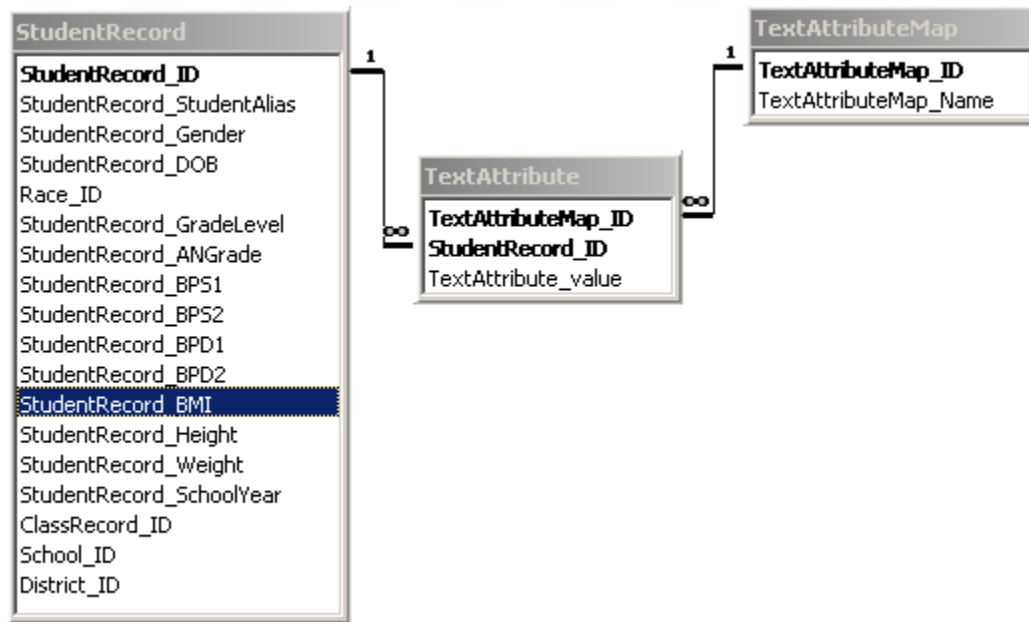 StudentRecord
StudentRecord_ID
StudentRecord_StudentAlias
StudentRecord_Gender
StudentRecord_DOB
Race_ID
StudentRecord_GradeLevel
StudentRecord_ANGrade
StudentRecord_BPS1
StudentRecord_BPS2
StudentRecord_BPD1
StudentRecord_BPD2
StudentRecord_BMI
StudentRecord_Height
StudentRecord_Weight
StudentRecord_SchoolYear
ClassRecord_ID
School_ID
District_ID
1
∞
TextAttribute
TextAttributeMap_ID
StudentRecord_ID
TextAttribute_value
∞
1
TextAttributeMap
TextAttributeMap_ID
TextAttributeMap_Name